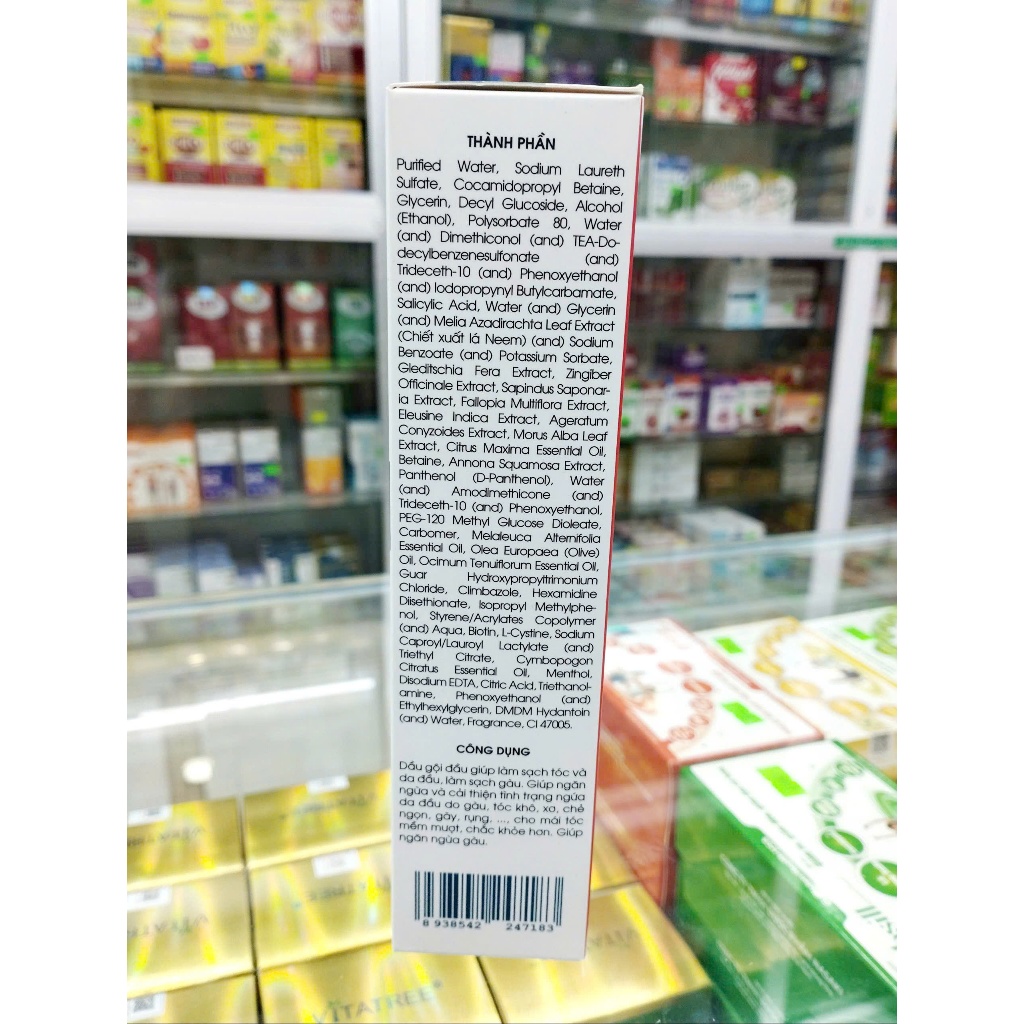 THÀNH PHẦN
Purified Water, Sodium Laureth
Sulfate, Cocamidopropyl Betaine,
Glycerin, Decyl Glucoside, Alcohol
(Ethanol), Polysorbate 80, Water
(and) Dimethiconol (and) TEA-Do-
decylbenzenesulfonate (and)
Trideceth-10 (and) Phenoxyethanol
(and) Iodopropynyl Butylcarbamate,
Salicylic Acid, Water (and) Glycerin
(and) Melia Azadirachta Leaf Extract
(Chiết xuất lá Neem) (and) Sodium
Benzoate (and) Potassium Sorbate,
Gleditschia Fera Extract, Zingiber
Officinale Extract, Sapindus Saponar-
ia Extract, Fallopia Multiflora Extract,
Eleusine Indica Extract, Ageratum
Conyzoides Extract, Morus Alba Leaf
Extract, Citrus Maxima Essential Oil,
Betaine, Annona Squamosa Extract,
Panthenol (D-Panthenol), Water
(and) Amodimethicone (and)
Trideceth-10 (and) Phenoxyethanol,
PEG-120 Methyl Glucose Dioleate,
Carbomer, Melaleuca Alternifolia
Essential Oil, Olea Europaea (Olive)
Oil, Ocimum Tenuiflorum Essential Oil,
Guar Hydroxypropyltrimonium
Chloride, Climbazole, Hexamidine
Diisethionate, Isopropyl Methylphe-
nol, Styrene/Acrylates Copolymer
(and) Aqua, Biotin, L-Cystine, Sodium
Caproyl/Lauroyl Lactylate (and)
Triethyl Citrate, Cymbopogon
Citratus Essential Oil, Menthol,
Disodium EDTA, Citric Acid, Triethanol-
amine, Phenoxyethanol (and)
Ethylhexylglycerin, DMDM Hydantoin
(and) Water, Fragrance, CI 47005.
CÔNG DỤNG
Dầu gội đầu giúp làm sạch tóc và
da đầu, làm sạch gàu. Giúp ngăn
ngừa và cải thiện tình trạng ngứa
da đầu do gàu, tóc khô, xơ, chẻ
ngọn, gãy, rụng, ..., cho mái tóc
mềm mượt, chắc khỏe hơn. Giúp
ngăn ngừa gàu.
8 938542 247183
VITATREE®